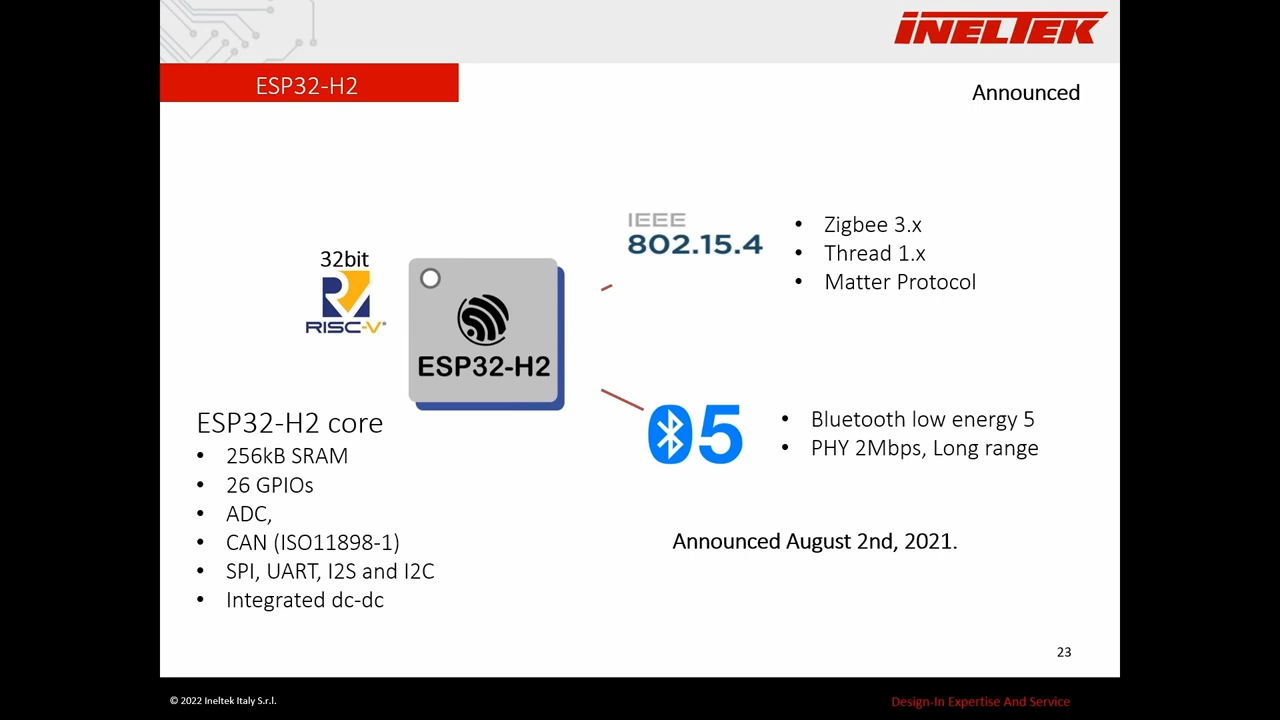 iNELTEK
ESP32-H2
Announced
IEEE
802.15.4
• Zigbee 3.x
• Thread 1.x
• Matter Protocol
32bit
RISC-V®
ESP32-H2
5
• Bluetooth low energy 5
• PHY 2Mbps, Long range
ESP32-H2 core
• 256kB SRAM
• 26 GPIOs
• ADC,
• CAN (ISO11898-1)
• SPI, UART, I2S and I2C
• Integrated dc-dc
Announced August 2nd, 2021.
23
© 2022 Ineltek Italy S.r.l.
Design-In Expertise And Service